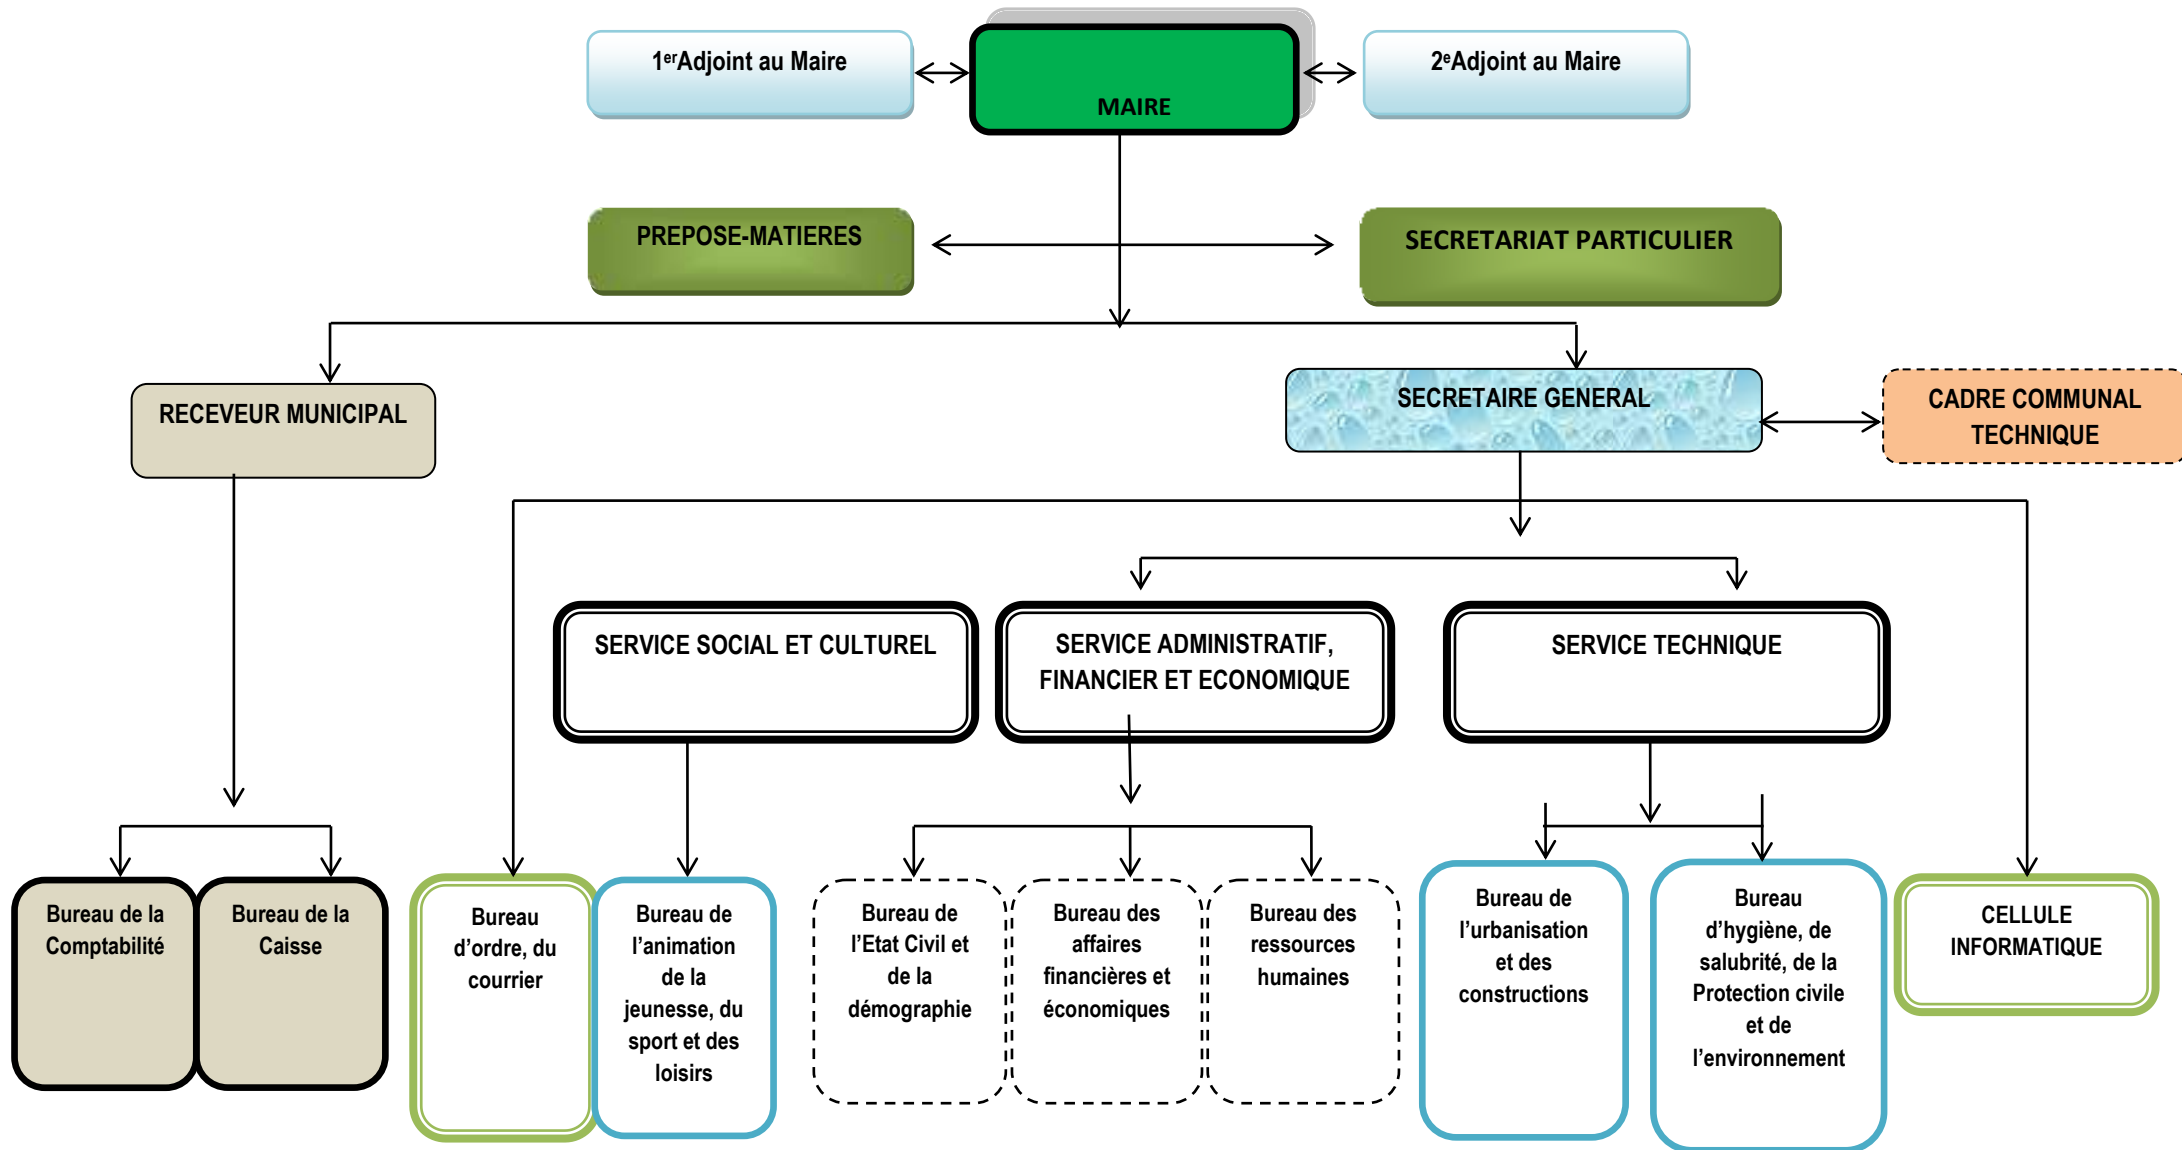 1erAdjoint au Maire
MAIRE
2eAdjoint au Maire
PREPOSE-MATIERES
SECRETARIAT PARTICULIER
RECEVEUR MUNICIPAL
SECRETAIRE GENERAL
CADRE COMMUNAL
TECHNIQUE
SERVICE SOCIAL ET CULTUREL
SERVICE ADMINISTRATIF,
FINANCIER ET ECONOMIQUE
SERVICE TECHNIQUE
Bureau de la
Comptabilité
Bureau de la
Caisse
Bureau
d’ordre, du
courrier
Bureau de
l’animation
de la
jeunesse, du
sport et des
loisirs
Bureau de
l’Etat Civil et
de la
démographie
Bureau des
affaires
financières et
économiques
Bureau des
ressources
humaines
Bureau de
l’urbanisation
et des
constructions
Bureau
d’hygiène, de
salubrité, de la
Protection civile
et de
l’environnement
CELLULE
INFORMATIQUE